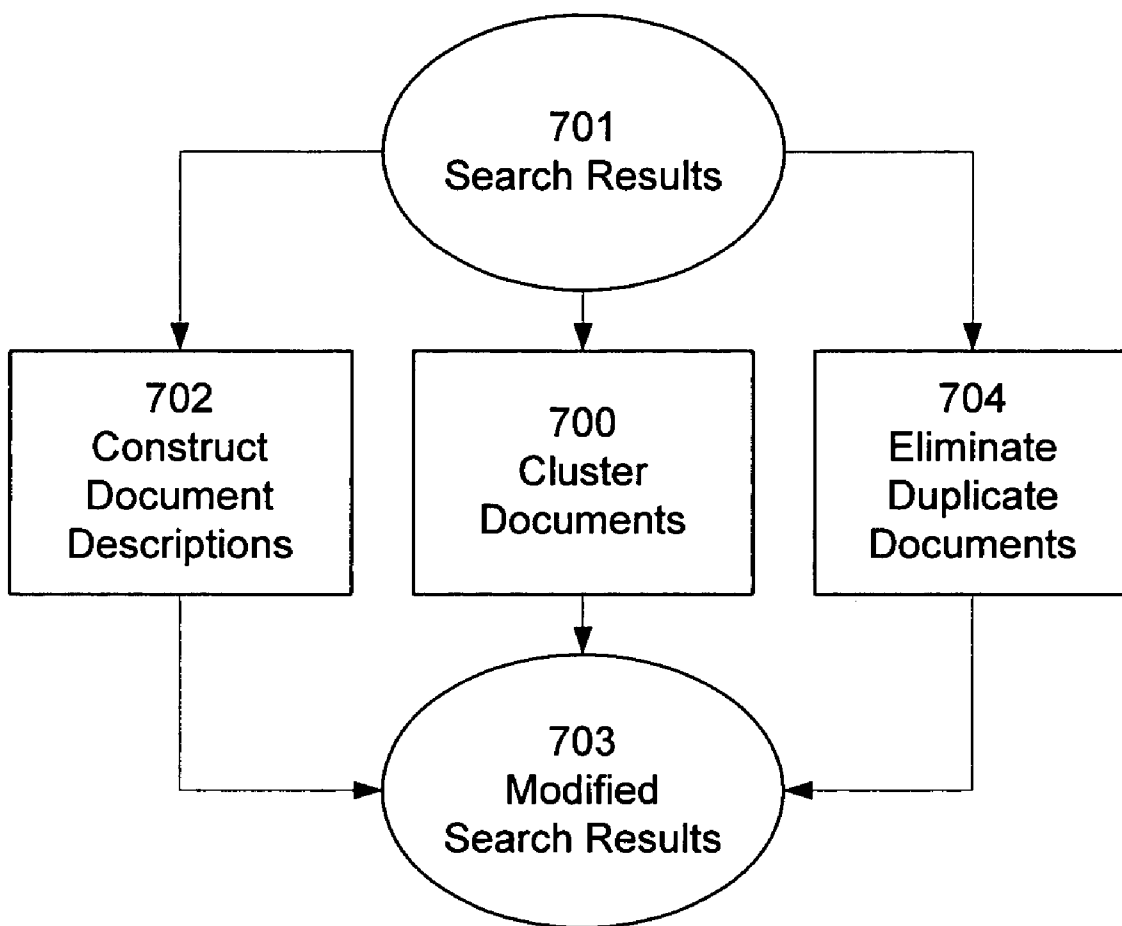 701
Search Results
702
Construct
Document
Descriptions
700
Cluster
Documents
704
Eliminate
Duplicate
Documents
703
Modified
Search Results